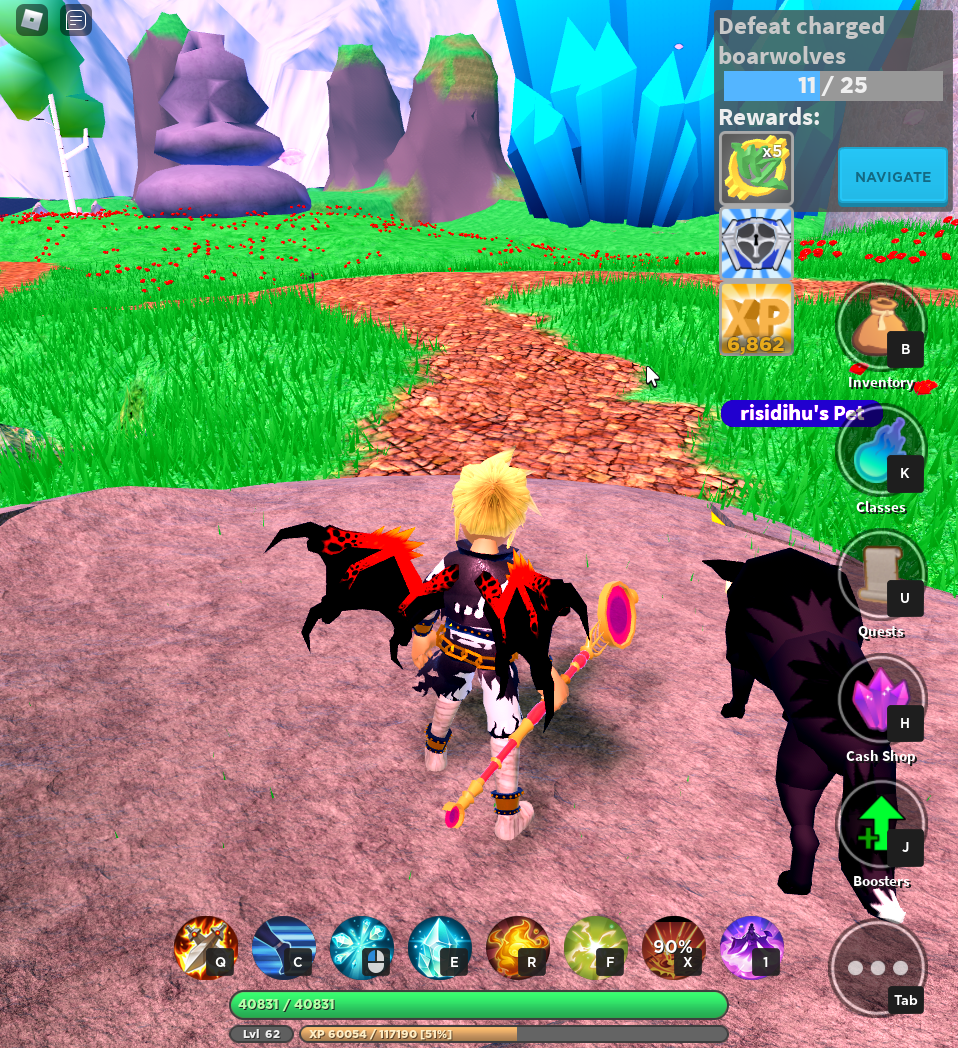 Defeat charged
boarwolves
11 / 25
Rewards:
x5
NAVIGATE
XP
6,862
B
Inventory
risidihu's Pet
K
Classes
U
Quests
H
Cash Shop
J
Boosters
90%
Q
C
E
R
F
X
1
Tab
40831 / 40831
Lvl 62
XP 60054 / 117190 [51%]